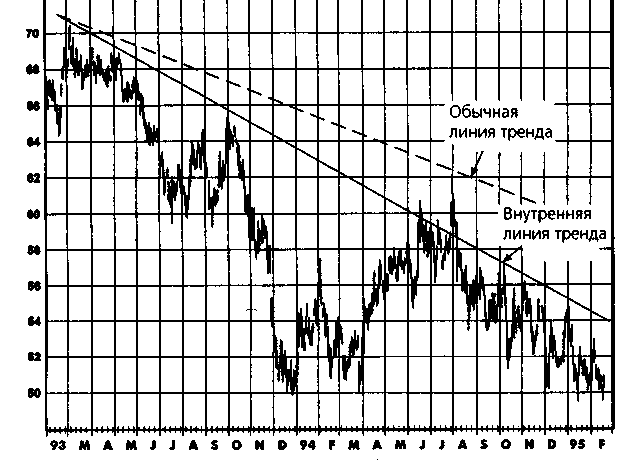 70
68
66
64
62
60
58
56
54
52
50
Обычная
линия тренда
Внутренняя
линия тренда
93 M A M J J A S O N D 94 M A M J J A S O N D 95 F